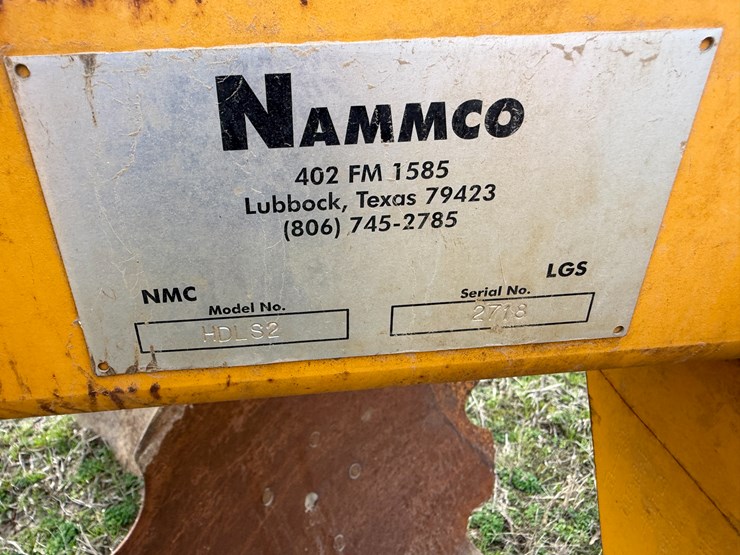 NAMMCO
402 FM 1585
Lubbock, Texas 79423
(806) 745-2785
NMC LGS
Model No. Serial No.
HDLS2 2718